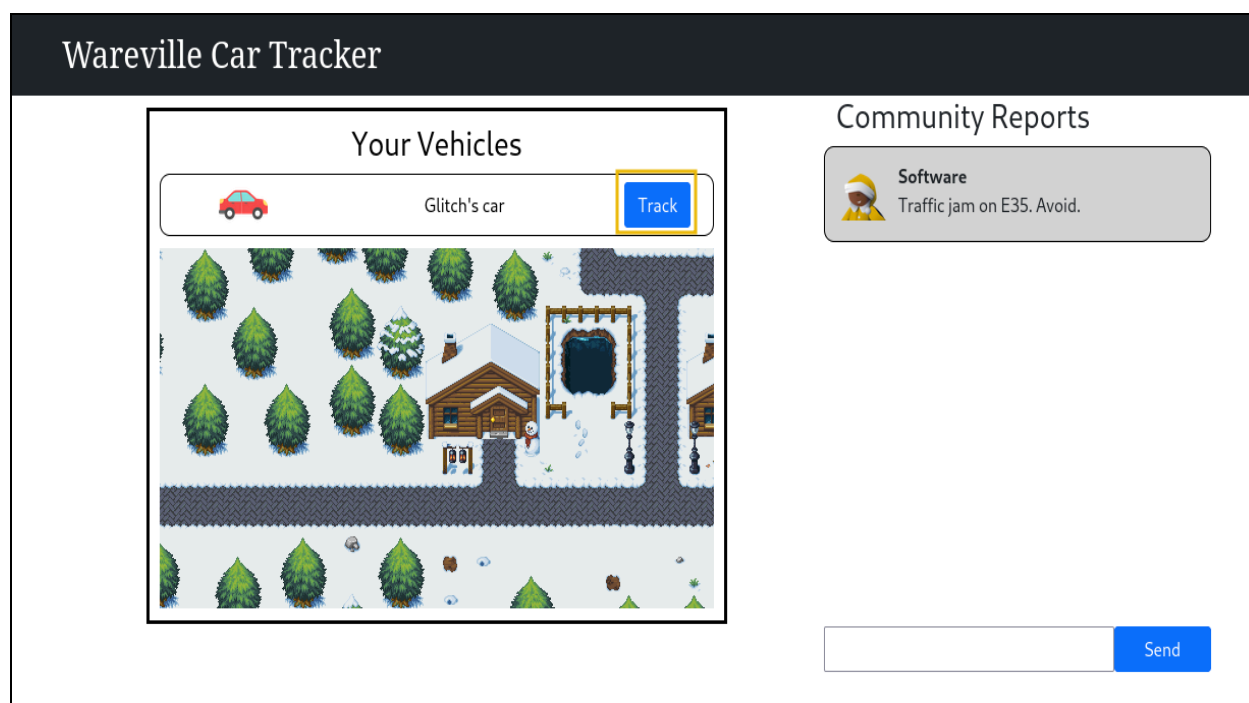 Wareville Car Tracker
Your Vehicles
Glitch's car
Track
Community Reports
Software
Traffic jam on E35. Avoid.
Send